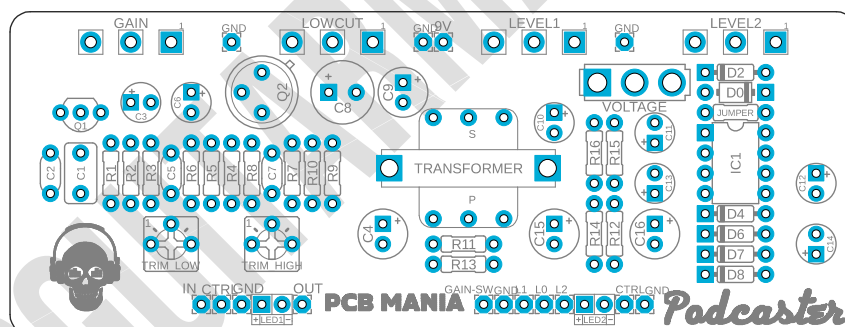 GAIN 1 GND LOWCUT 1 GND 9V LEVEL1 1 GND LEVEL2 1
D2
D0
Q2 C8 + C9 + VOLTAGE JUMPER
Q1 + C3 C6 + S C10 + R16 R15 C11 + IC1
C2 C1 R1 R2 R3 C5 R6 R5 R4 R8 C7 R7 R10 R9 TRANSFORMER C13 + C12 +
P
1 TRIM LOW 1 TRIM HIGH C4 + R11 C15 + R14 R12 C16 + D4
R13 D6 C14 +
D7
D8
IN CTRL GND + LED1 − OUT PCB MANIA GAIN-SW GND L1 L0 L2 + LED2 − CTRL GND Podcaster